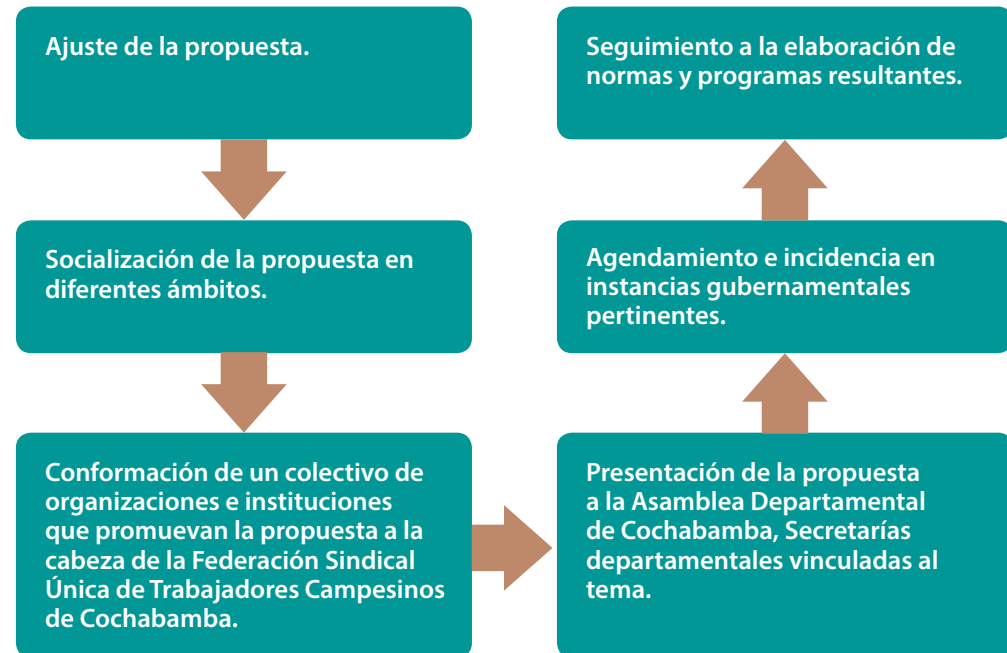 Ajuste de la propuesta.
Socialización de la propuesta en
diferentes ámbitos.
Conformación de un colectivo de
organizaciones e instituciones
que promuevan la propuesta a la
cabeza de la Federación Sindical
Única de Trabajadores Campesinos
de Cochabamba.
Presentación de la propuesta
a la Asamblea Departamental
de Cochabamba, Secretarías
departamentales vinculadas al
tema.
Agendamiento e incidencia en
instancias gubernamentales
pertinentes.
Seguimiento a la elaboración de
normas y programas resultantes.